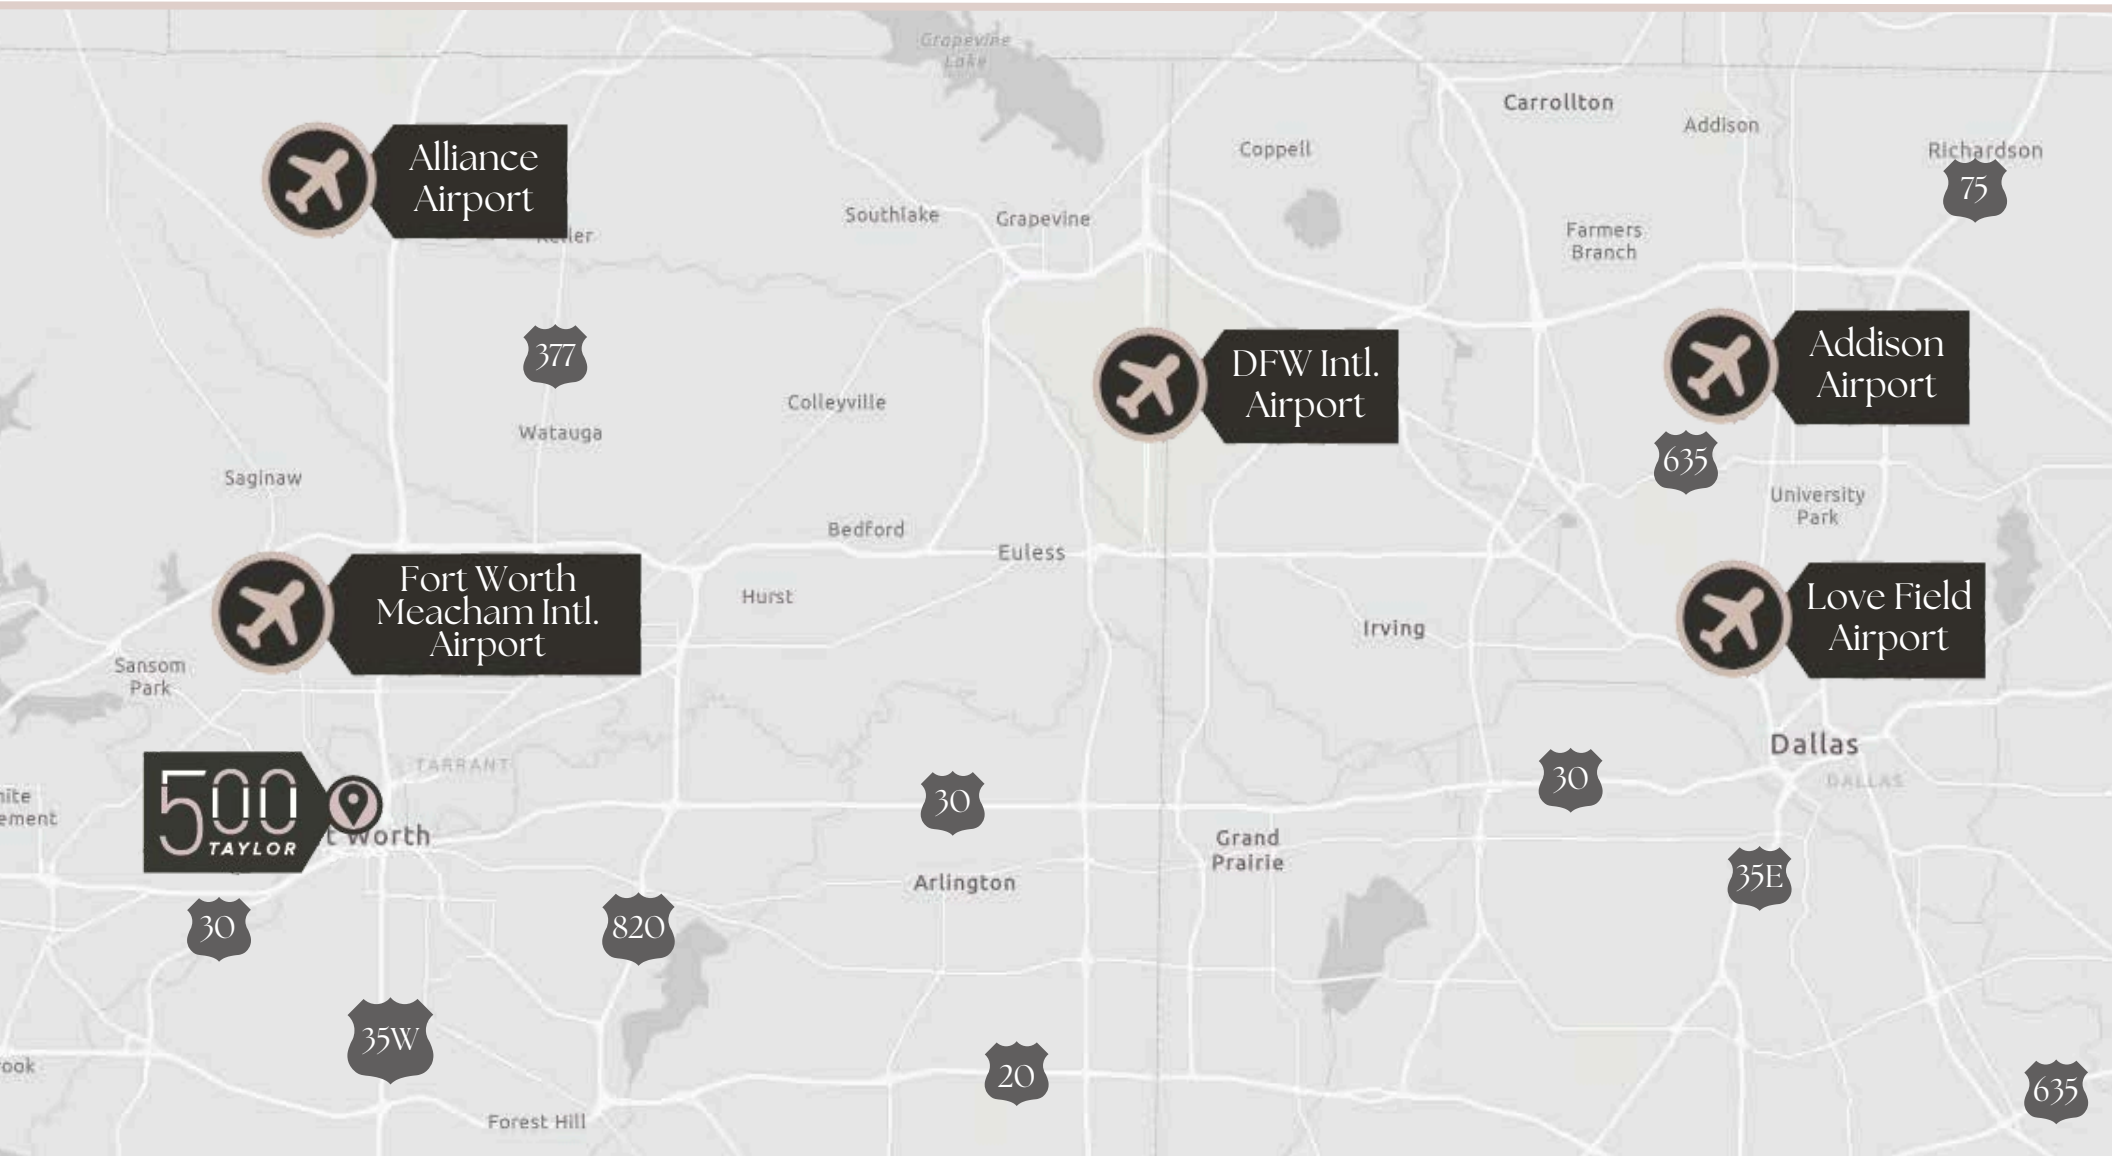 Grapevine
Lake
Carrollton
Addison
Alliance
Airport
Coppell
Richardson
75
Southlake
Grapevine
Farmers
Branch
377
DFW Intl.
Airport
Addison
Airport
Colleyville
Watauga
635
Saginaw
University
Park
Bedford
Euless
Fort Worth
Meacham Intl.
Airport
Hurst
Love Field
Airport
Irving
Sansom
Park
Dallas
TARRANT
DALLAS
30
30
500
TAYLOR
t Worth
Grand
Prairie
Arlington
35E
30
820
35W
20
635
Forest Hill